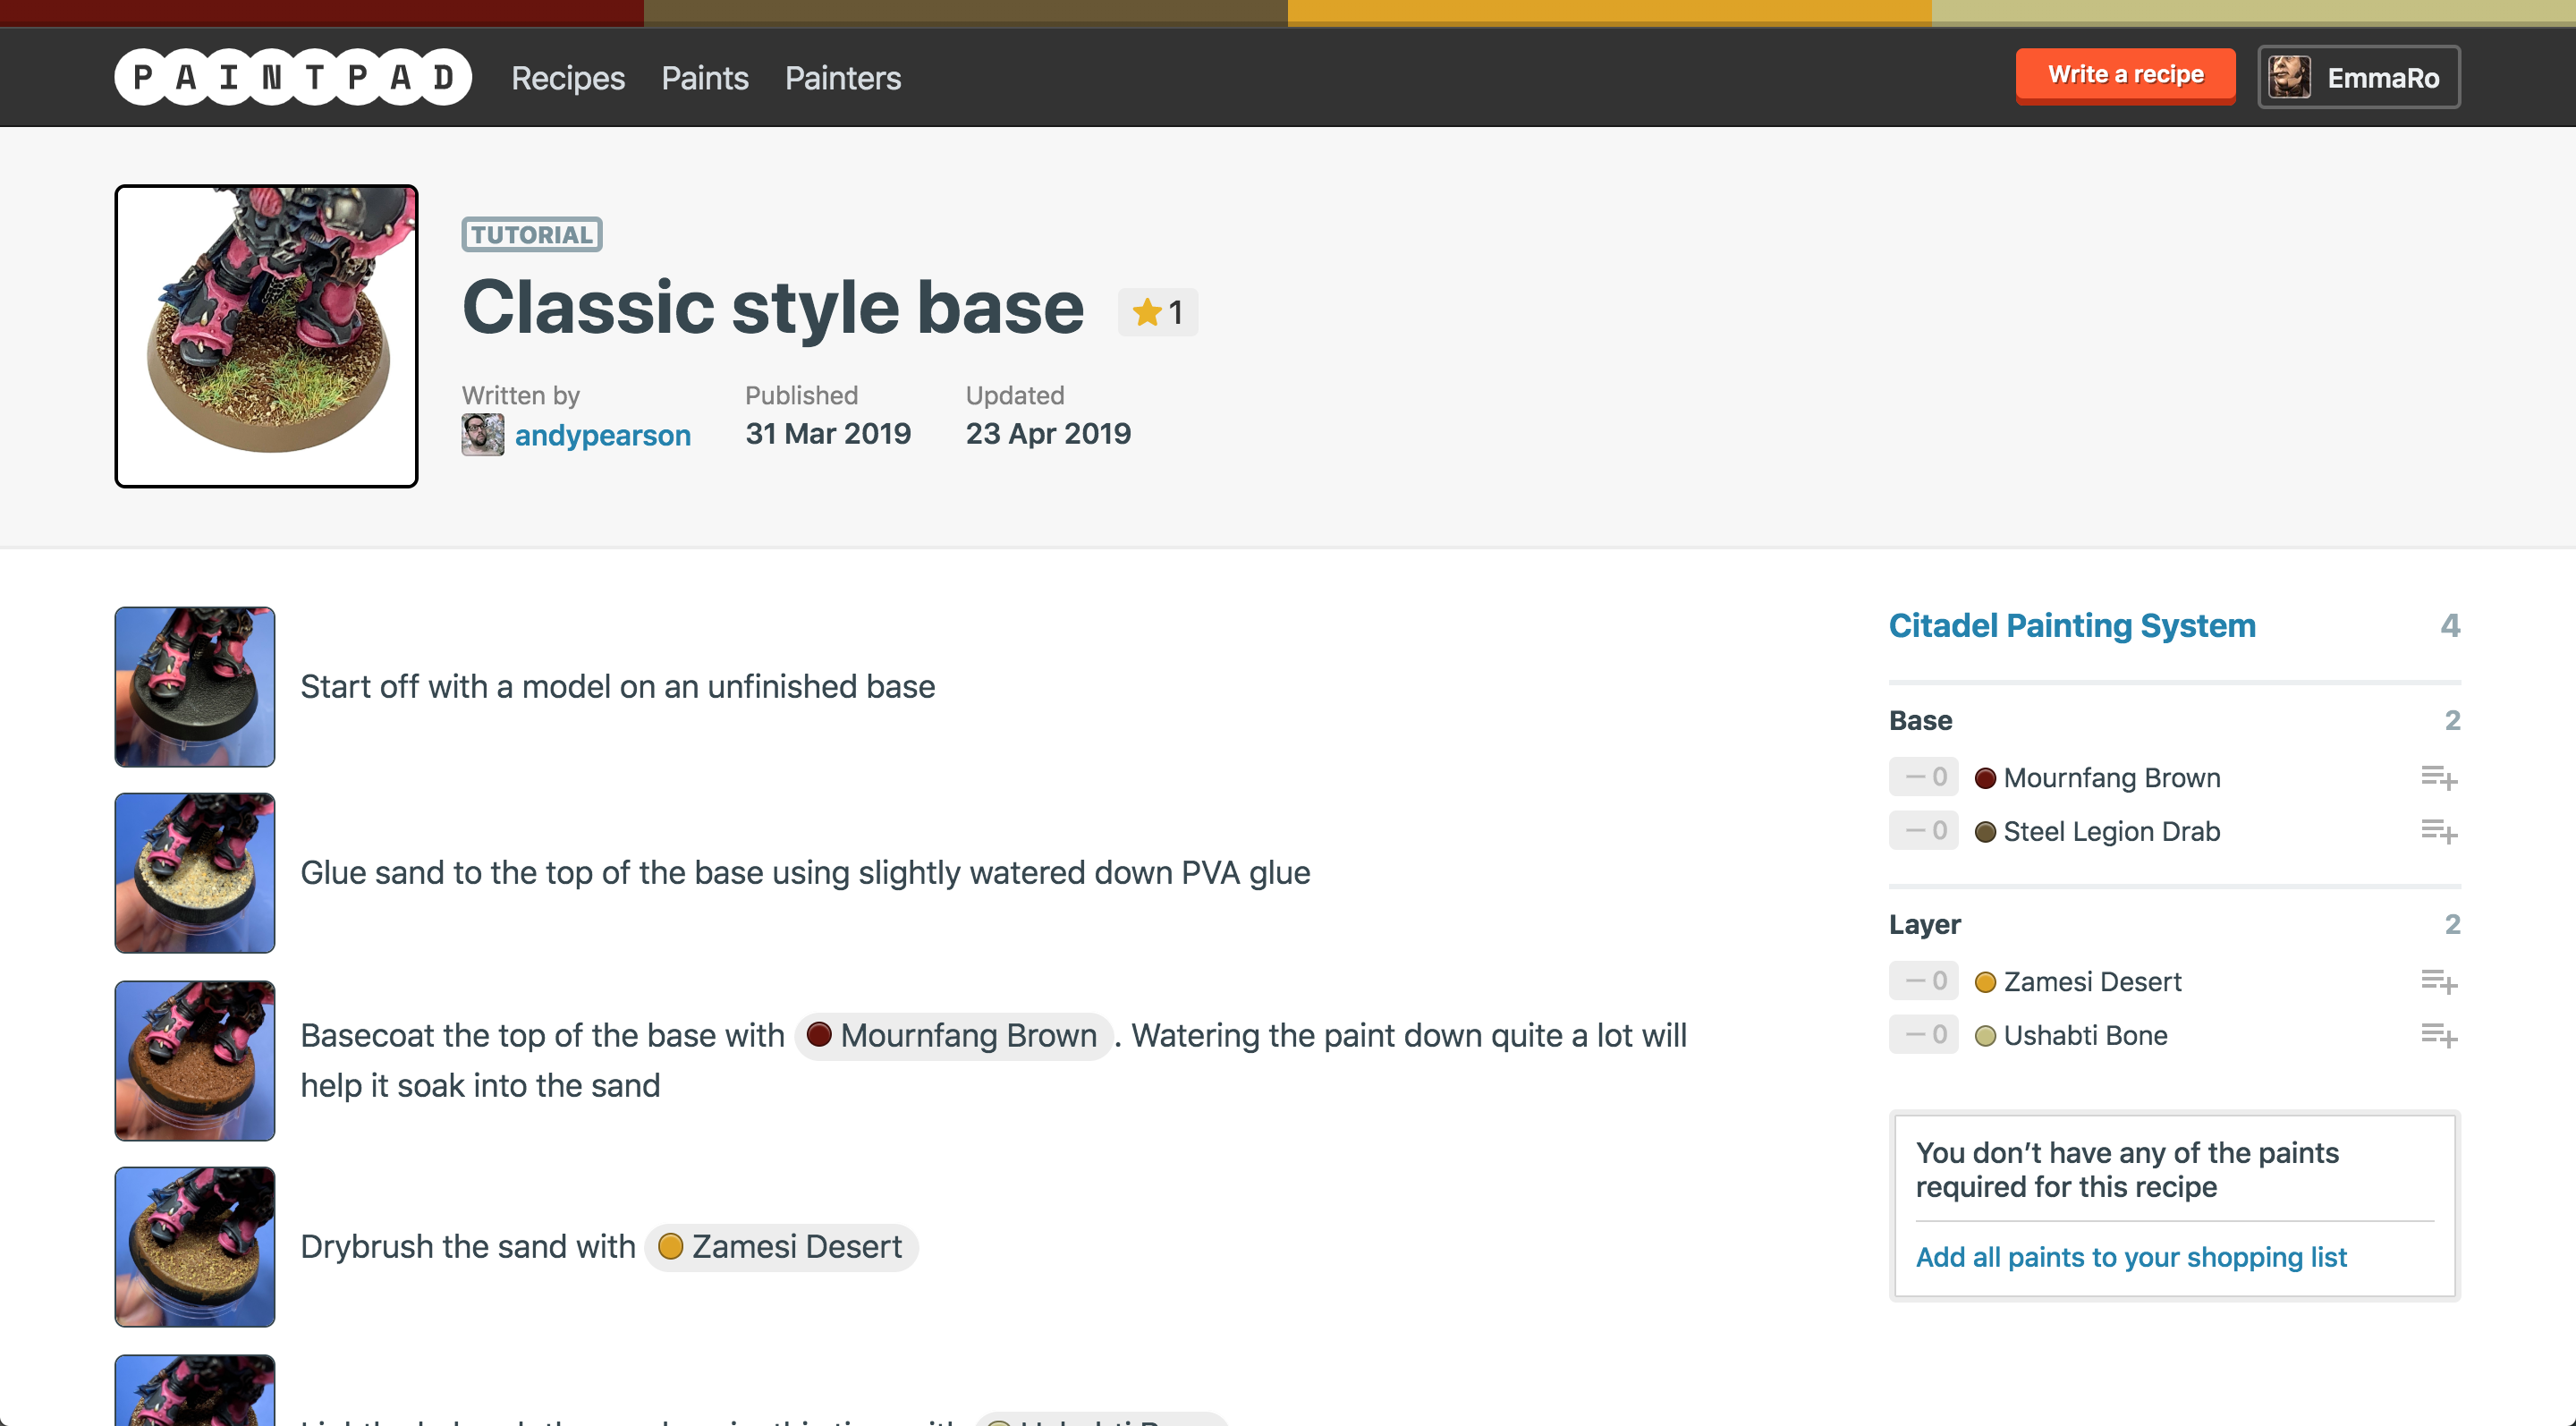 PAINTPAD
Recipes
Paints
Painters
Write a recipe
EmmaRo
TUTORIAL
Classic style base
1
Written by
andypearson
Published
31 Mar 2019
Updated
23 Apr 2019
Start off with a model on an unfinished base
Glue sand to the top of the base using slightly watered down PVA glue
Basecoat the top of the base with Mournfang Brown. Watering the paint down quite a lot will
help it soak into the sand
Drybrush the sand with Zamesi Desert
Citadel Painting System 4
Base 2
— 0 Mournfang Brown
— 0 Steel Legion Drab
Layer 2
— 0 Zamesi Desert
— 0 Ushabti Bone
You don’t have any of the paints
required for this recipe
Add all paints to your shopping list